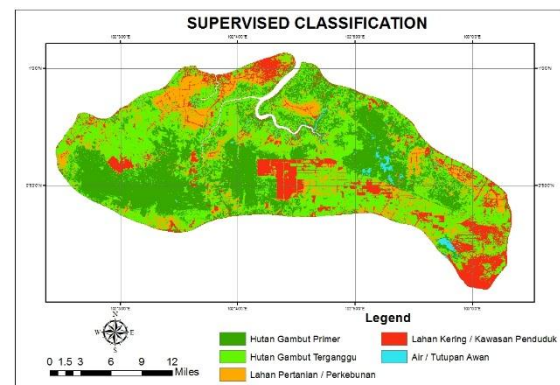 SUPERVISED CLASSIFICATION
N
W
E
S
0 1.5 3 6 9 12
Miles
Legend
Hutan Gambut Primer
Hutan Gambut Terganggu
Lahan Pertanian / Perkebunan
Lahan Kering / Kawasan Penduduk
Air / Tutupan Awan